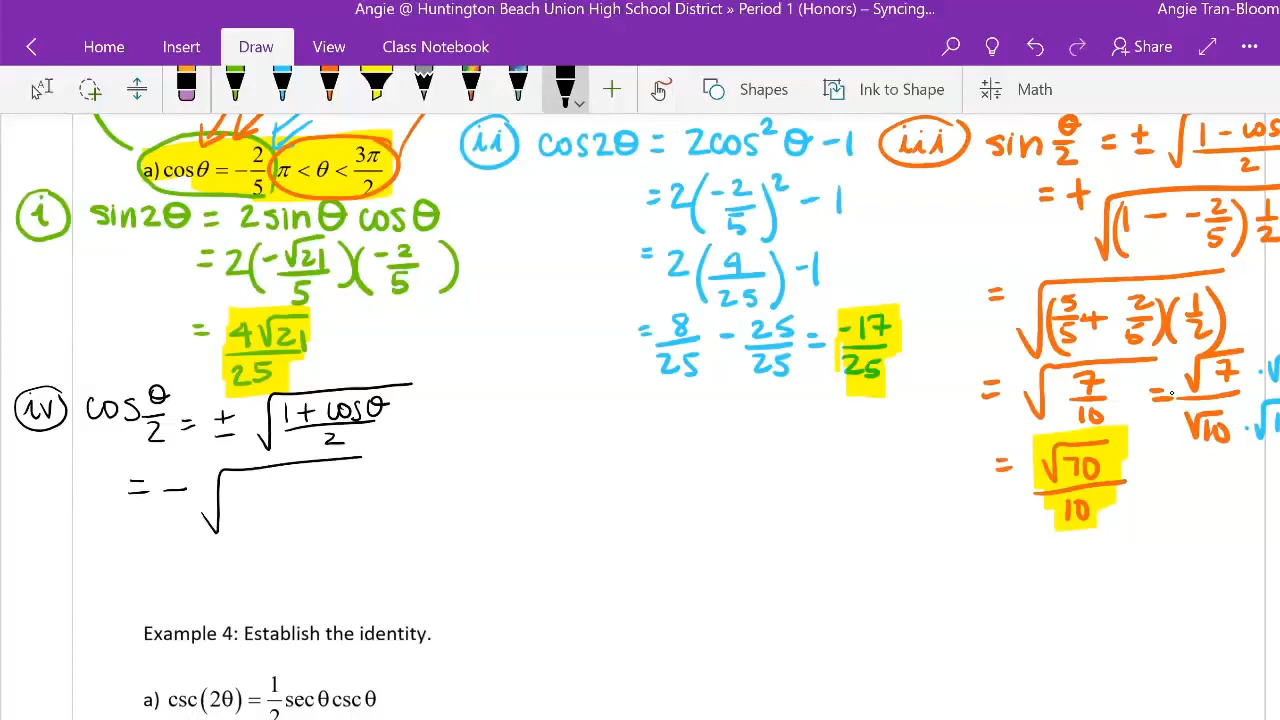 Angie @ Huntington Beach Union High School District » Period 1 (Honors) – Syncing...
Angie Tran-Bloom
Home Insert Draw View Class Notebook Share
Shapes Ink to Shape Math
a) cosθ = -2/5 π < θ < 3π/2
i) sin2θ = 2sinθ cosθ
= 2(-√21/5)(-2/5)
= 4√21/25
ii) cos2θ = 2cos²θ - 1
= 2(-2/5)² - 1
= 2(4/25) - 1
= 8/25 - 25/25 = -17/25
iii) sin θ/2 = ± √(1 - cos /2
= + √((1 - -2/5) 1/2
= √((5/5 + 2/5)(1/2))
= √(7/10) = √7/√10
= √70/10
iv) cos θ/2 = ± √((1 + cosθ)/2)
= - √
Example 4: Establish the identity.
a) csc(2θ) = 1/2 secθcscθ